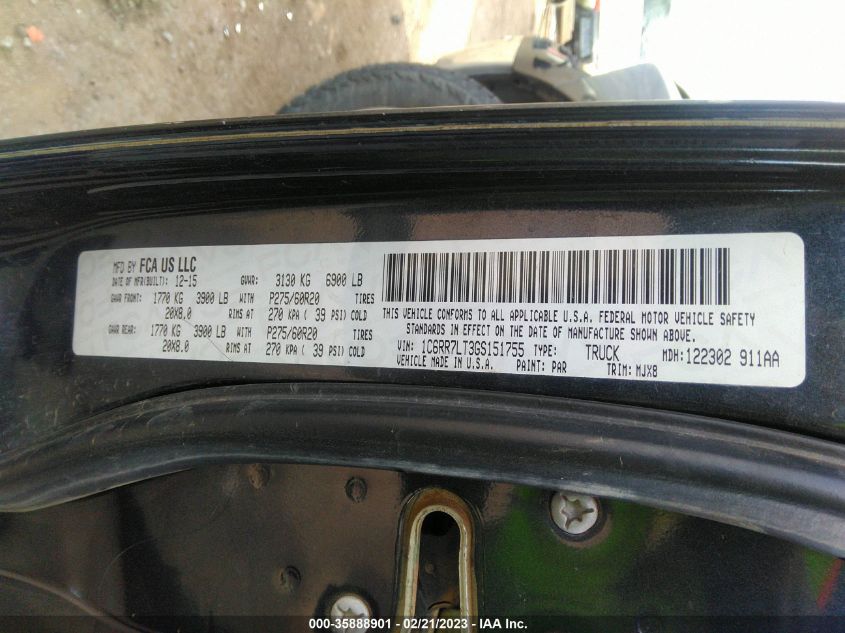 MFD BY FCA US LLC
DATE OF MFR(BUILT): 12-15 GVWR: 3130 KG 6900 LB
GAWR FRONT: 1770 KG 3900 LB WITH P275/60R20 TIRES
20X8.0 RIMS AT 270 KPA ( 39 PSI) COLD
GAWR REAR: 1770 KG 3900 LB WITH P275/60R20 TIRES
20X8.0 RIMS AT 270 KPA ( 39 PSI) COLD
THIS VEHICLE CONFORMS TO ALL APPLICABLE U.S.A. FEDERAL MOTOR VEHICLE SAFETY
STANDARDS IN EFFECT ON THE DATE OF MANUFACTURE SHOWN ABOVE.
VIN: 1C6RR7LT3GS151755 TYPE: TRUCK MDH: 122302 911AA
VEHICLE MADE IN U.S.A. PAINT: PAR TRIM: MJX8
000-35888901 - 02/21/2023 - IAA Inc.